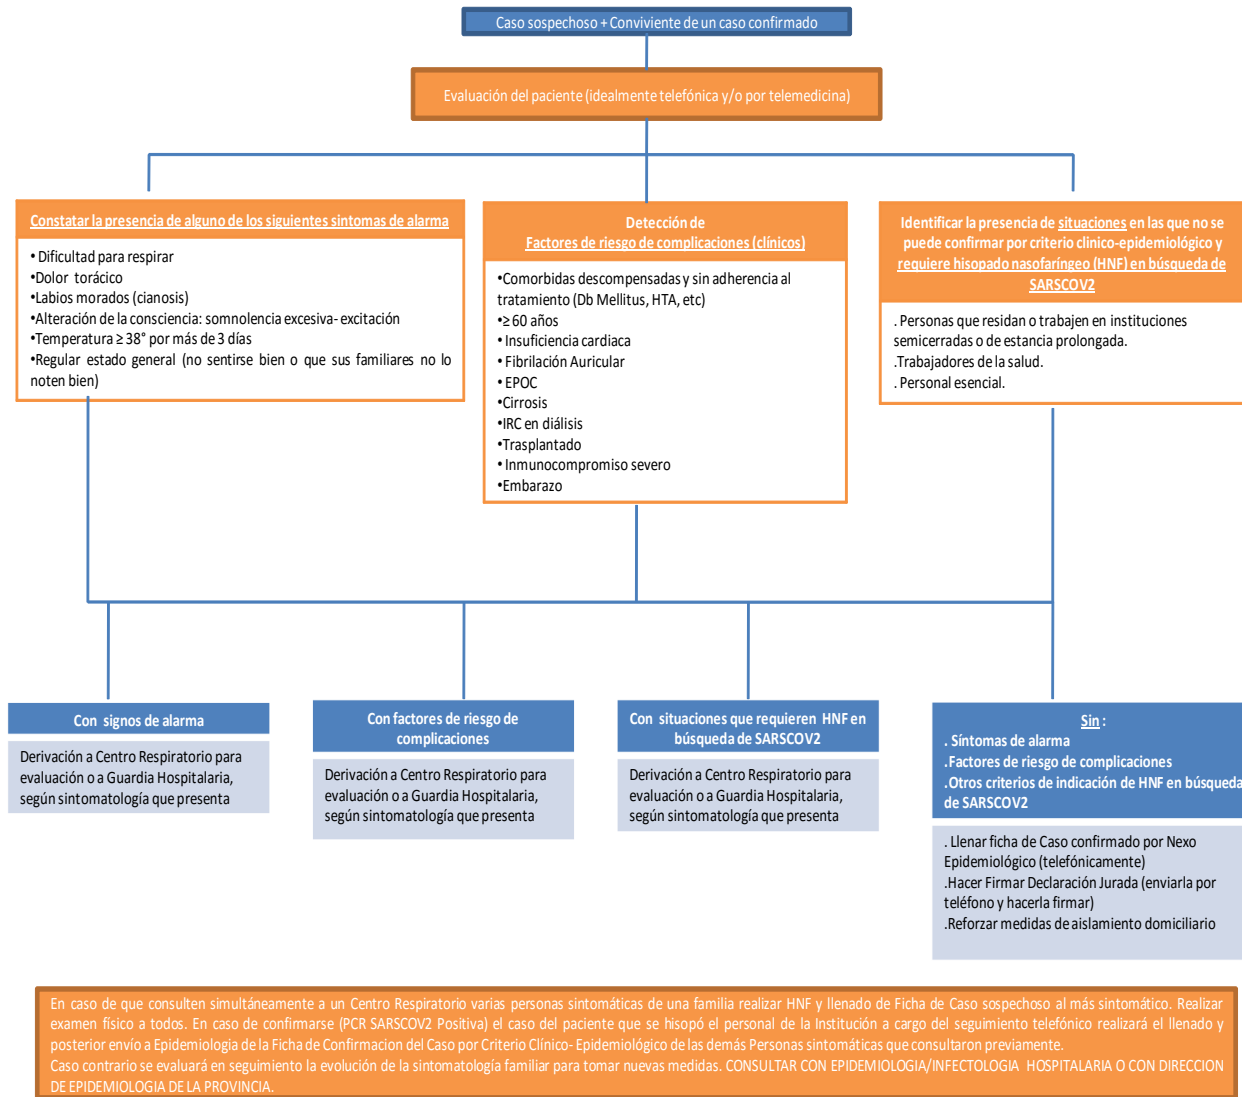 Caso sospechoso + Conviviente de un caso confirmado
Evaluación del paciente (idealmente telefónica y/o por telemedicina)
Constatar la presencia de alguno de los siguientes sintomas de alarma
• Dificultad para respirar
• Dolor torácico
• Labios morados (cianosis)
•Alteración de la consciencia: somnolencia excesiva- excitación
•Temperatura ≥ 38° por más de 3 días
•Regular estado general (no sentirse bien o que sus familiares no lo
noten bien)
Detección de
Factores de riesgo de complicaciones (clínicos)
•Comorbidas descompensadas y sin adherencia al
tratamiento (Db Mellitus, HTA, etc)
•≥ 60 años
• Insuficiencia cardiaca
• Fibrilación Auricular
• EPOC
•Cirrosis
•IRC en diálisis
•Trasplantado
• Inmunocompromiso severo
•Embarazo
Identificar la presencia de situaciones en las que no se
puede confirmar por criterio clinico-epidemiológico y
requiere hisopado nasofaríngeo (HNF) en búsqueda de
SARSCOV2
. Personas que residan o trabajen en instituciones
semicerradas o de estancia prolongada.
.Trabajadores de la salud.
. Personal esencial.
Con signos de alarma
Derivación a Centro Respiratorio para
evaluación o a Guardia Hospitalaria,
según sintomatología que presenta
Con factores de riesgo de
complicaciones
Derivación a Centro Respiratorio para
evaluación o a Guardia Hospitalaria,
según sintomatología que presenta
Con situaciones que requieren HNF en
búsqueda de SARSCOV2
Derivación a Centro Respiratorio para
evaluación o a Guardia Hospitalaria,
según sintomatología que presenta
Sin :
. Síntomas de alarma
.Factores de riesgo de complicaciones
.Otros criterios de indicación de HNF en búsqueda
de SARSCOV2
. Llenar ficha de Caso confirmado por Nexo
Epidemiológico (telefónicamente)
.Hacer Firmar Declaración Jurada (enviarla por
teléfono y hacerla firmar)
.Reforzar medidas de aislamiento domiciliario
En caso de que consulten simultáneamente a un Centro Respiratorio varias personas sintomáticas de una familia realizar HNF y llenado de Ficha de Caso sospechoso al más sintomático. Realizar
examen físico a todos. En caso de confirmarse (PCR SARSCOV2 Positiva) el caso del paciente que se hisopó el personal de la Institución a cargo del seguimiento telefónico realizará el llenado y
posterior envío a Epidemiologia de la Ficha de Confirmacion del Caso por Criterio Clínico- Epidemiológico de las demás Personas sintomáticas que consultaron previamente.
Caso contrario se evaluará en seguimiento la evolución de la sintomatología familiar para tomar nuevas medidas. CONSULTAR CON EPIDEMIOLOGIA/INFECTOLOGIA HOSPITALARIA O CON DIRECCION
DE EPIDEMIOLOGIA DE LA PROVINCIA.